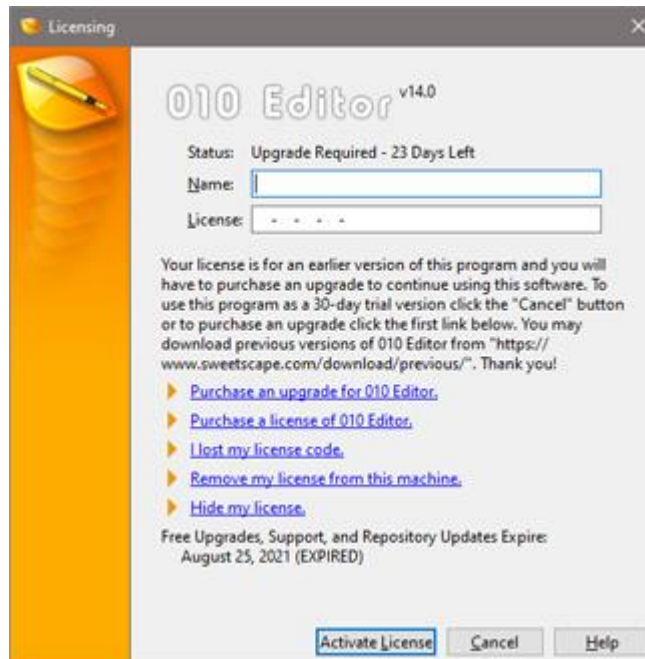 Licensing
010 Editor v14.0
Status: Upgrade Required - 23 Days Left
Name:
License: - - - -
Your license is for an earlier version of this program and you will
have to purchase an upgrade to continue using this software. To
use this program as a 30-day trial version click the "Cancel" button
or to purchase an upgrade click the first link below. You may
download previous versions of 010 Editor from "https://
www.sweetscape.com/download/previous/". Thank you!
Purchase an upgrade for 010 Editor.
Purchase a license of 010 Editor.
I lost my license code.
Remove my license from this machine.
Hide my license.
Free Upgrades, Support, and Repository Updates Expire:
August 25, 2021 (EXPIRED)
Activate License Cancel Help